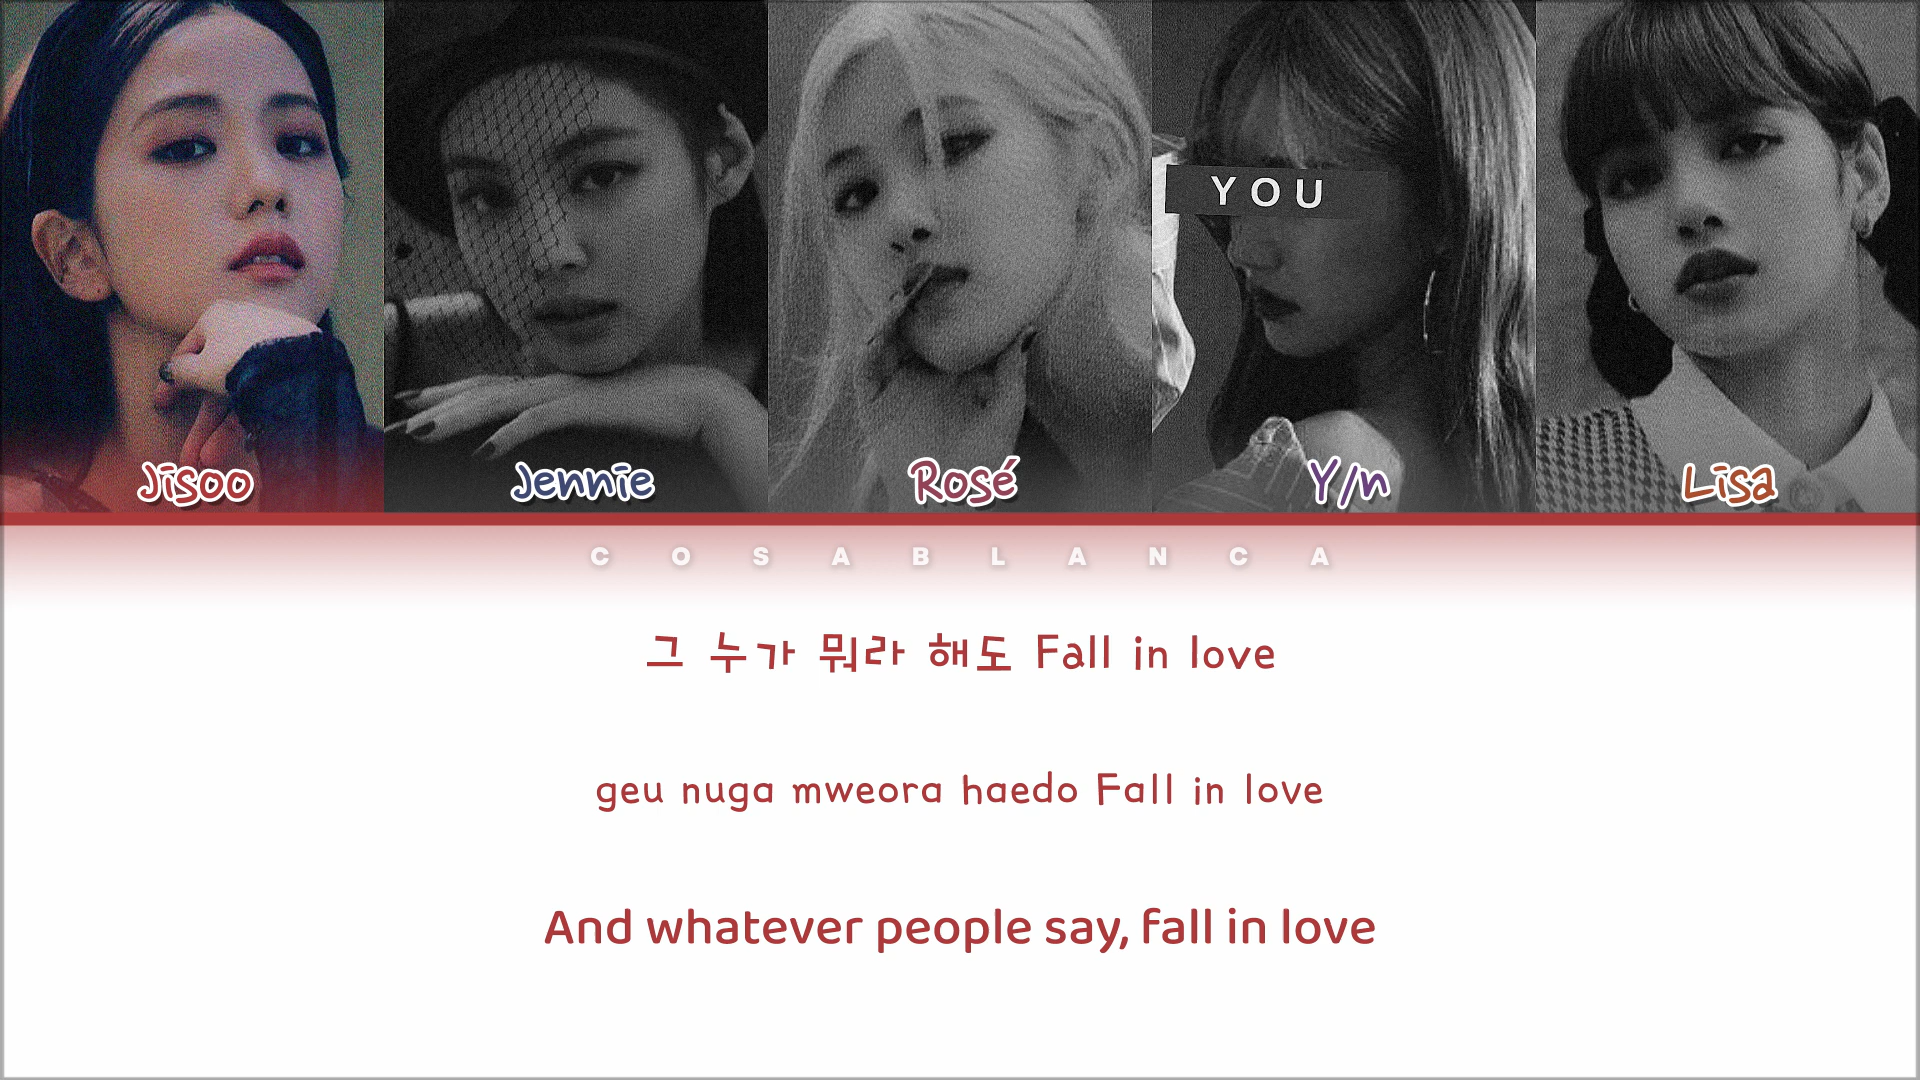 YOU
Jisoo
Jennie
Rosé
Y/n
Lisa
COSABLANCA
그 누가 뭐라 해도 Fall in love
geu nuga mweora haedo Fall in love
And whatever people say, fall in love